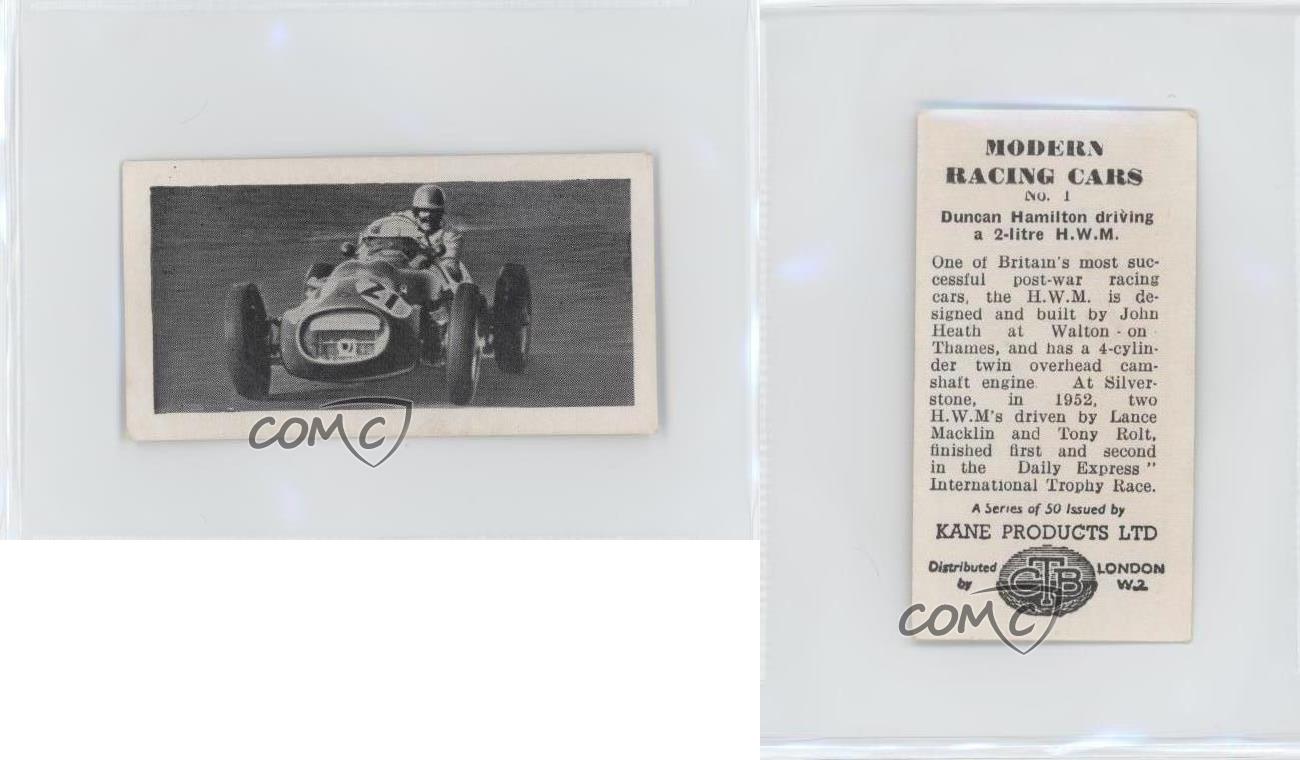 21
COMC
MODERN
RACING CARS
No. 1
Duncan Hamilton driving
a 2-litre H.W.M.
One of Britain's most suc-
cessful post-war racing
cars, the H.W.M. is de-
signed and built by John
Heath at Walton - on -
Thames, and has a 4-cylin-
der twin overhead cam-
shaft engine. At Silver-
stone, in 1952, two
H.W.M's driven by Lance
Macklin and Tony Rolt,
finished first and second
in the Daily Express "
International Trophy Race.
A Series of 50 Issued by
KANE PRODUCTS LTD
Distributed
by
CTB
LONDON
W.2
COMC